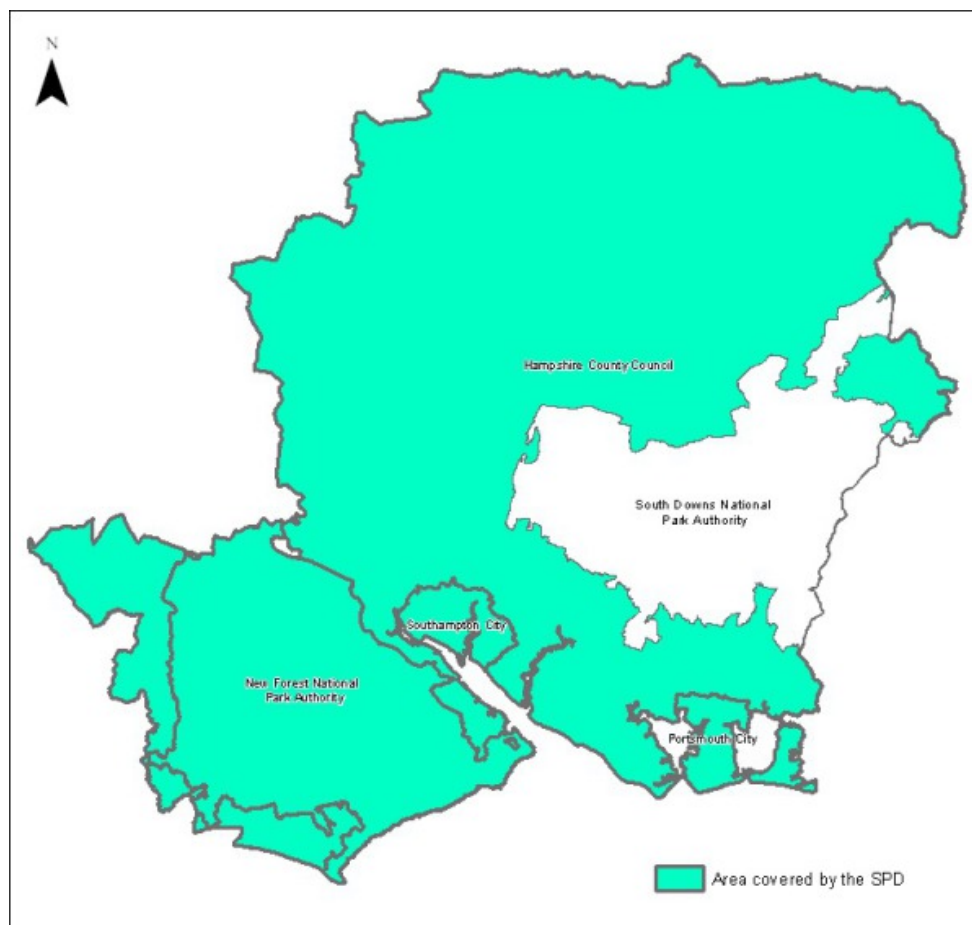 N
Hampshire County Council
South Downs National
Park Authority
Southampton City
New Forest National
Park Authority
Portsmouth City
Area covered by the SPD